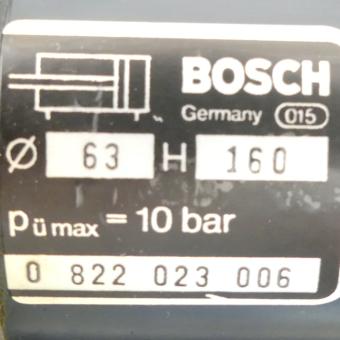 BOSCH
Germany 015
Ø 63 H 160
pü max = 10 bar
0 822 023 006